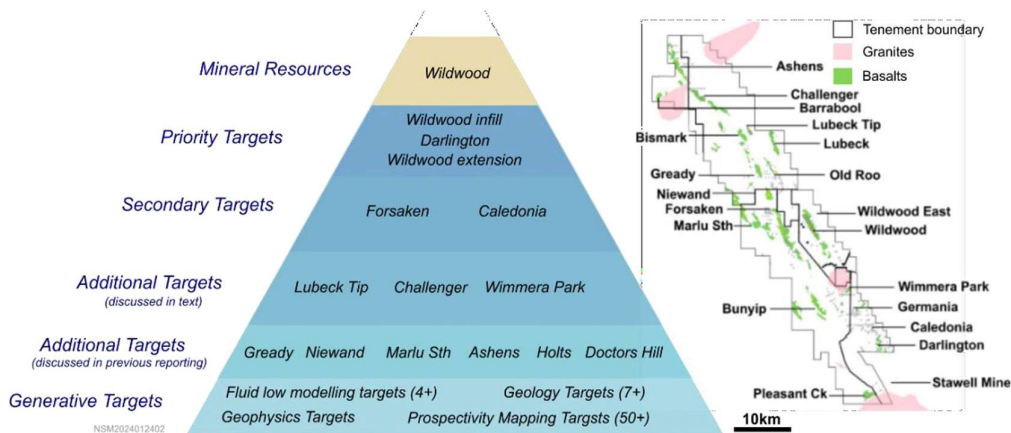 Mineral Resources
Wildwood
Priority Targets
Wildwood infill
Darlington
Wildwood extension
Secondary Targets
Forsaken Caledonia
Additional Targets
(discussed in text)
Lubeck Tip Challenger Wimmera Park
Additional Targets
(discussed in previous reporting)
Gready Niewand Marlu Sth Ashens Holts Doctors Hill
Generative Targets
Fluid low modelling targets (4+) Geology Targets (7+)
Geophysics Targets Prospectivity Mapping Targsts (50+)
NSM2024012402
Tenement boundary
Granites
Basalts
Ashens
Challenger
Barrabool
Lubeck Tip
Bismark
Lubeck
Gready
Old Roo
Niewand
Forsaken
Wildwood East
Marlu Sth
Wildwood
Wimmera Park
Bunyip
Germania
Caledonia
Darlington
Stawell Mine
Pleasant Ck
10km